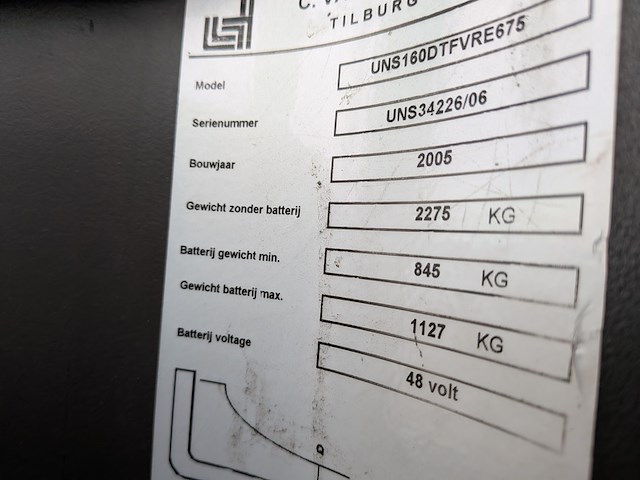 C.
TILBURG
Model UNS160DTFVRE675
Serienummer UNS34226/06
Bouwjaar 2005
Gewicht zonder batterij 2275 KG
Batterij gewicht min. 845 KG
Gewicht batterij max. 1127 KG
Batterij voltage 48 volt
Q